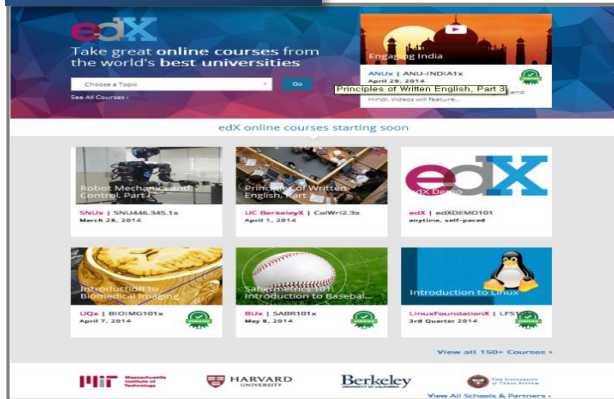 edX
Take great online courses from
the world's best universities
Choose a Topic
Go
See All Courses ›
Engaging India
ANUx | ANU-INDIA1x
April 29, 2014
Principles of Written English, Part 3
and
Hindi. Videos will feature...
edX online courses starting soon
Robot Mechanics and
Control, Part I
SNUx | SNU446.345.1x
March 28, 2014
Principles of Written
English, Part 3
UC BerkeleyX | ColWri2.3x
April 1, 2014
edX
edX Demo
edX | edXDEMO101
anytime, self-paced
Introduction to
Biomedical Imaging
UQx | BIOIMG101x
April 7, 2014
Sabermetrics 101:
Introduction to Basebal...
BUx | SABR101x
May 8, 2014
Introduction to Linux
LinuxFoundationX | LFS10
3rd Quarter 2014
View all 150+ Courses ›
MIT Massachusetts
Institute of
Technology
HARVARD
UNIVERSITY
Berkeley
UNIVERSITY OF CALIFORNIA
THE UNIVERSITY
of TEXAS SYSTEM
View All Schools & Partners ›